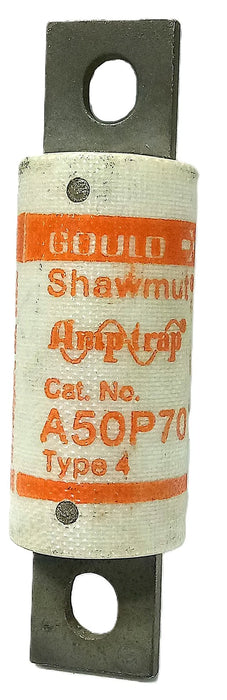 GOULD
Shawmut
Amp-trap®
Cat. No.
A50P70
Type 4